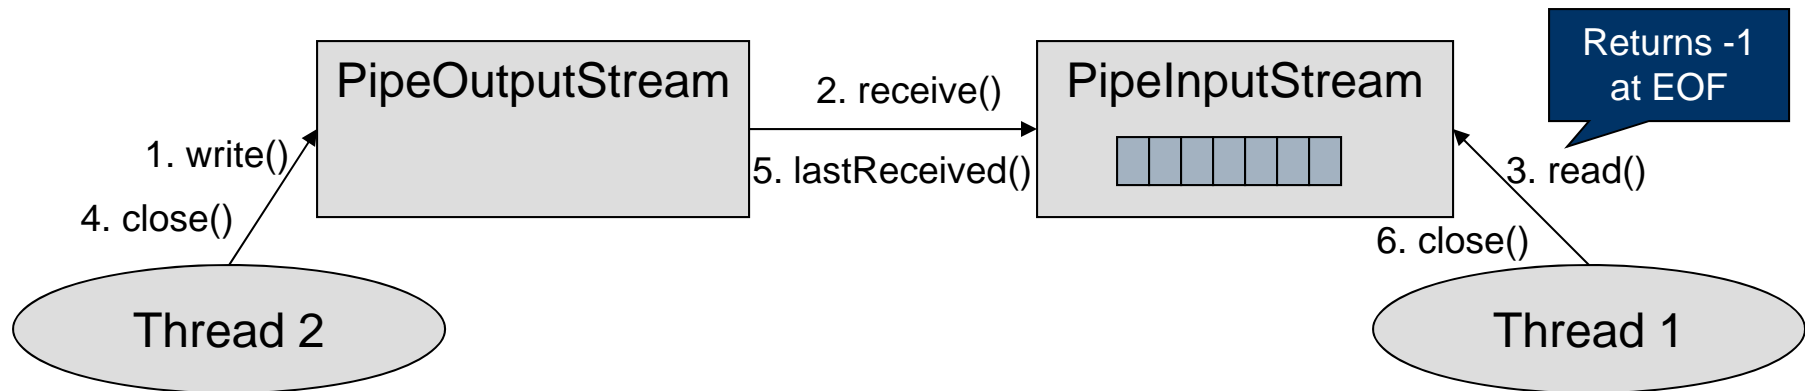 Returns -1
at EOF
PipeOutputStream
2. receive()
PipeInputStream
1. write()
5. lastReceived()
3. read()
4. close()
6. close()
Thread 2
Thread 1